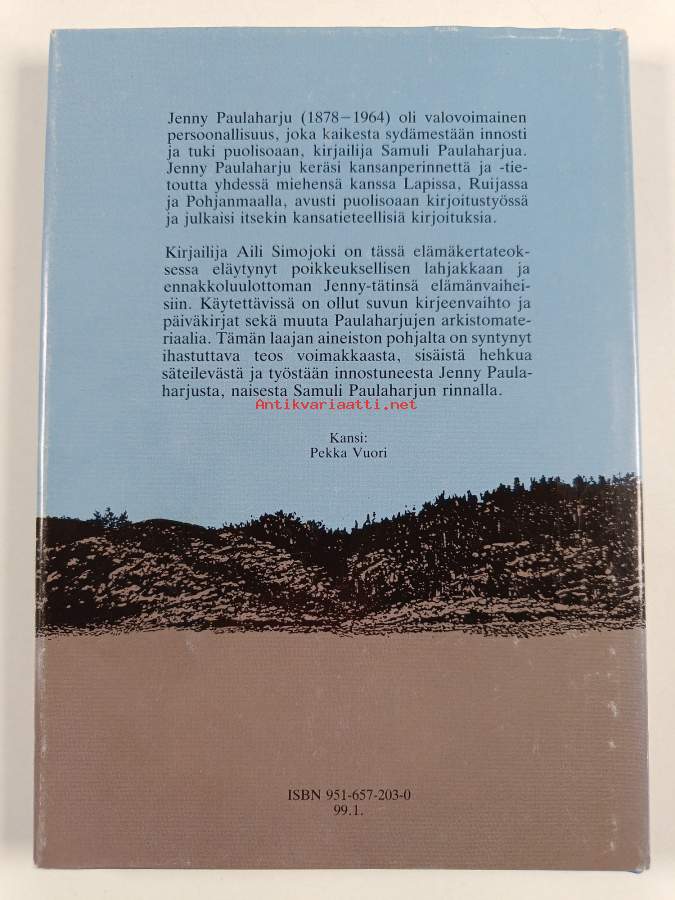 Jenny Paulaharju (1878–1964) oli valovoimainen
persoonallisuus, joka kaikesta sydämestään innosti
ja tuki puolisoaan, kirjailija Samuli Paulaharjua.
Jenny Paulaharju keräsi kansanperinnettä ja -tie-
toutta yhdessä miehensä kanssa Lapissa, Ruijassa
ja Pohjanmaalla, avusti puolisoaan kirjoitustyössä
ja julkaisi itsekin kansatieteellisiä kirjoituksia.
Kirjailija Aili Simojoki on tässä elämäkertateok-
sessa eläytynyt poikkeuksellisen lahjakkaan ja
ennakkoluulottoman Jenny-tätinsä elämänvaihei-
siin. Käytettävissä on ollut suvun kirjeenvaihto ja
päiväkirjat sekä muuta Paulaharjujen arkistomate-
riaalia. Tämän laajan aineiston pohjalta on syntynyt
ihastuttava teos voimakkaasta, sisäistä hehkua
säteilevästä ja työstään innostuneesta Jenny Paula-
harjusta, naisesta Samuli Paulaharjun rinnalla.
Antikvariaatti.net
Kansi:
Pekka Vuori
ISBN 951-657-203-0
99.1.